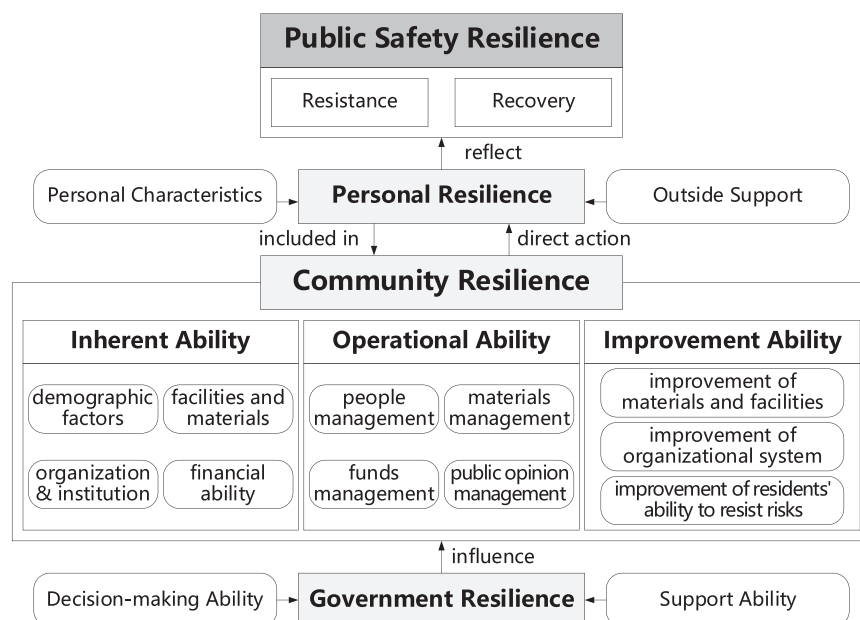 Public Safety Resilience
Resistance
Recovery
reflect
Personal Characteristics
Personal Resilience
Outside Support
included in
direct action
Community Resilience
Inherent Ability
demographic
factors
facilities and
materials
organization
& institution
financial
ability
Operational Ability
people
management
materials
management
funds
management
public opinion
management
Improvement Ability
improvement of
materials and facilities
improvement of
organizational system
improvement of residents'
ability to resist risks
influence
Decision-making Ability
Government Resilience
Support Ability